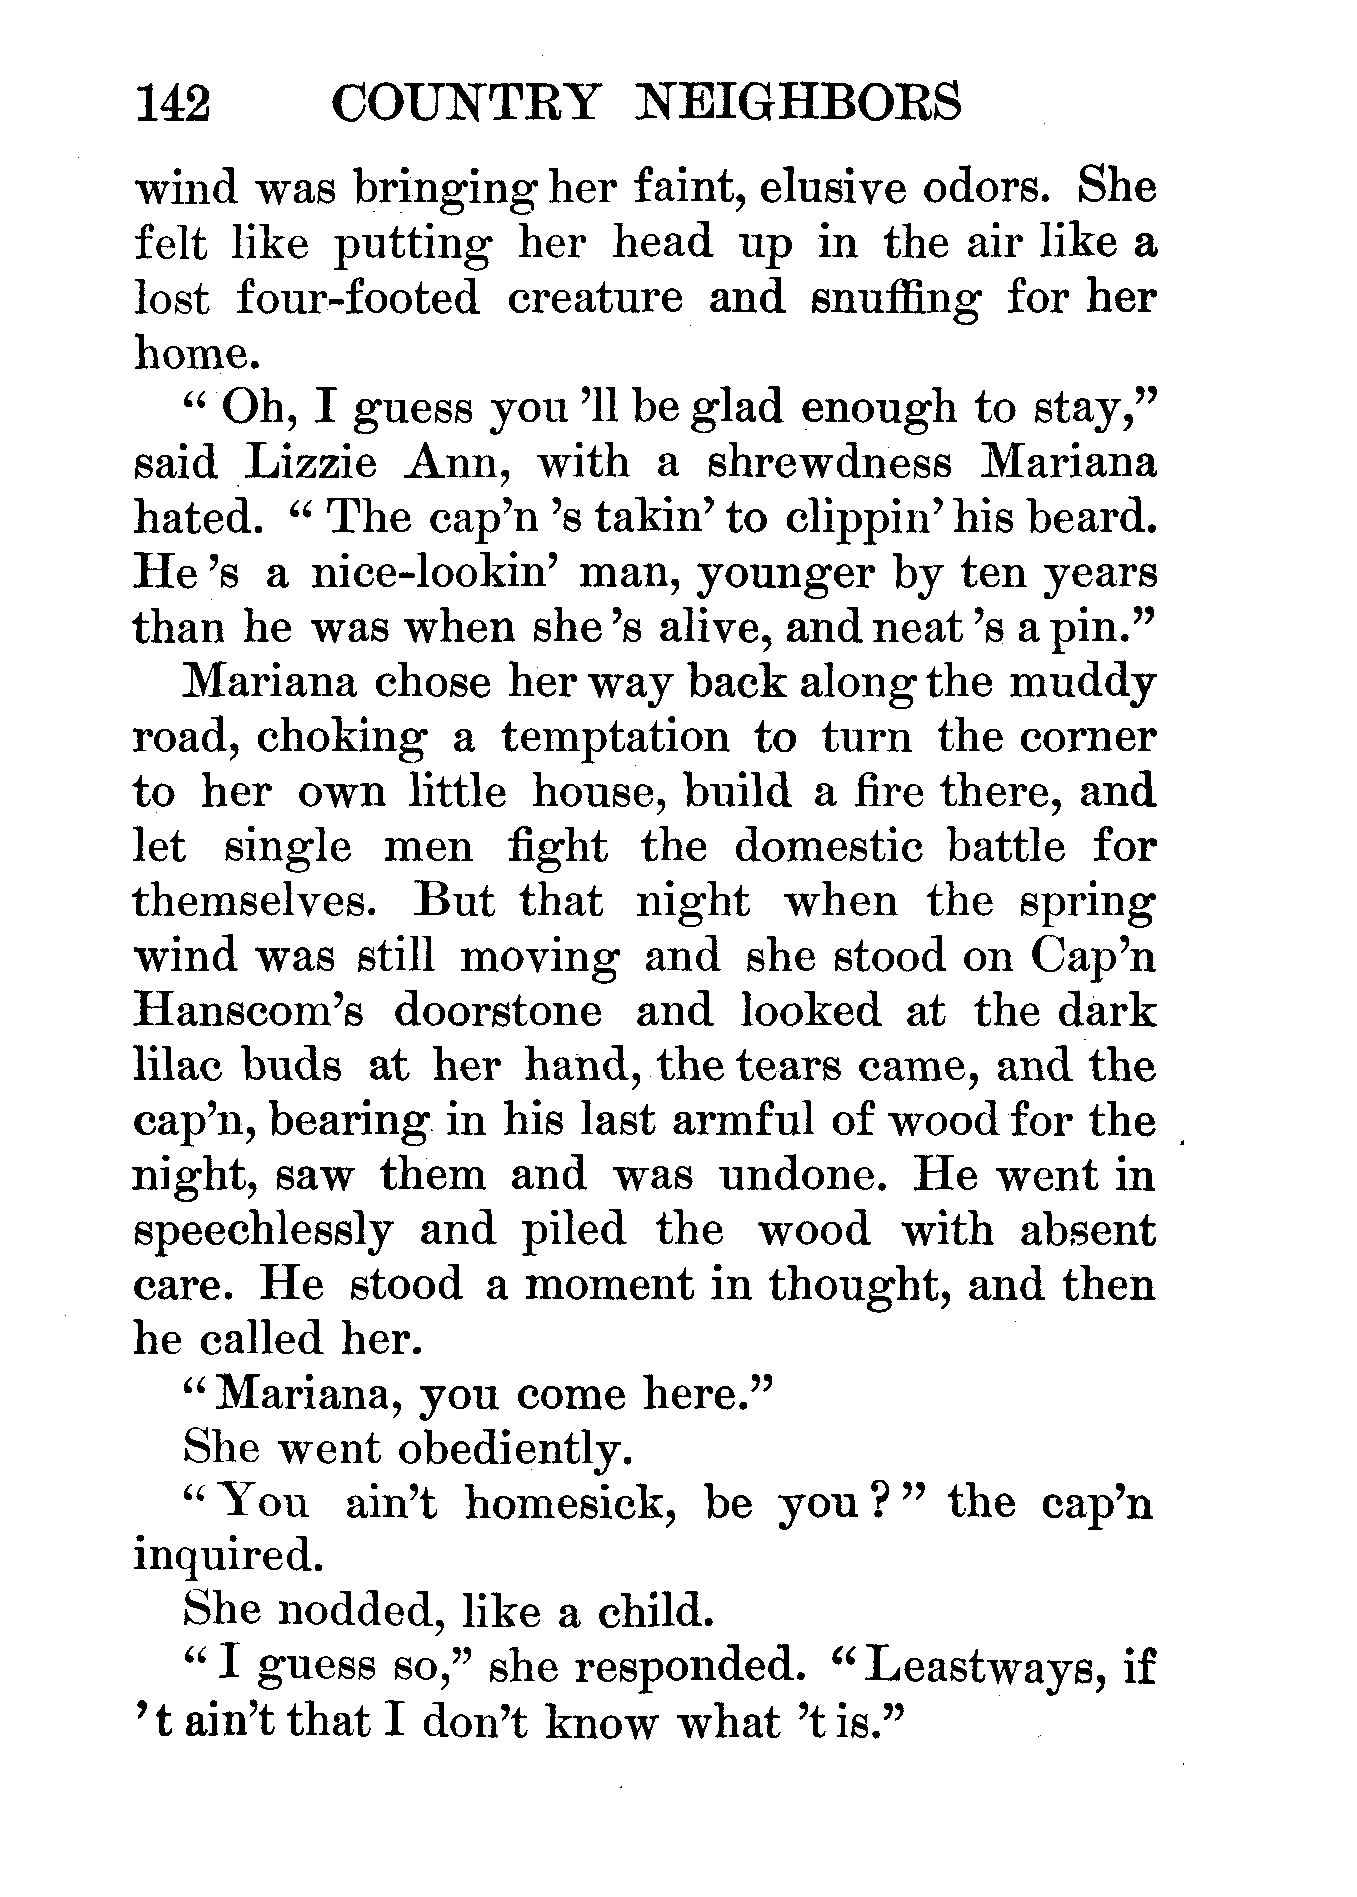 142 COUNTRY NEIGHBORS
wind was bringing her faint, elusive odors. She
felt like putting her head up in the air like a
lost four-footed creature and snuffing for her
home.
“ Oh, I guess you ’ll be glad enough to stay,”
said Lizzie Ann, with a shrewdness Mariana
hated. “ The cap’n ’s takin’ to clippin’ his beard.
He ’s a nice-lookin’ man, younger by ten years
than he was when she ’s alive, and neat ’s a pin.”
Mariana chose her way back along the muddy
road, choking a temptation to turn the corner
to her own little house, build a fire there, and
let single men fight the domestic battle for
themselves. But that night when the spring
wind was still moving and she stood on Cap’n
Hanscom’s doorstone and looked at the dark
lilac buds at her hand, the tears came, and the
cap’n, bearing in his last armful of wood for the
night, saw them and was undone. He went in
speechlessly and piled the wood with absent
care. He stood a moment in thought, and then
he called her.
“ Mariana, you come here.”
She went obediently.
“ You ain’t homesick, be you ? ” the cap’n
inquired.
She nodded, like a child.
“ I guess so,” she responded. “ Leastways, if
’t ain’t that I don’t know what ’t is.”